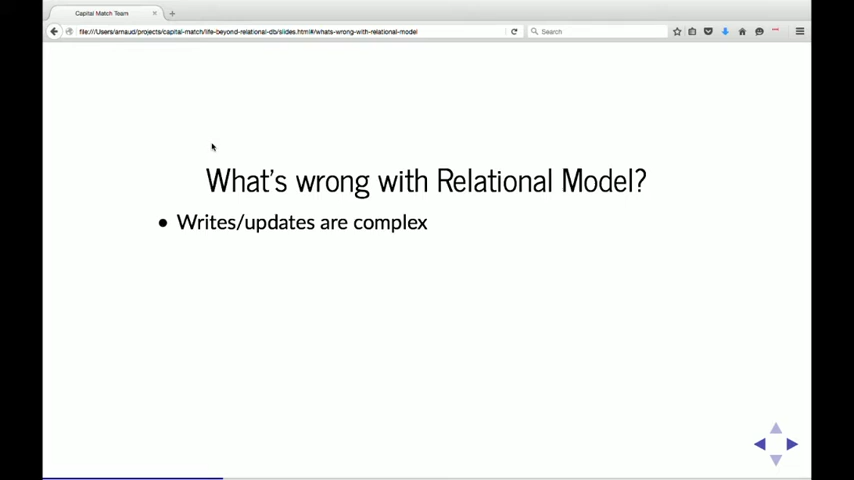 Capital Match Team
file:///Users/arnaud/projects/capital-match/life-beyond-relational-db/slides.html#/whats-wrong-with-relational-model
Search
What's wrong with Relational Model?
• Writes/updates are complex